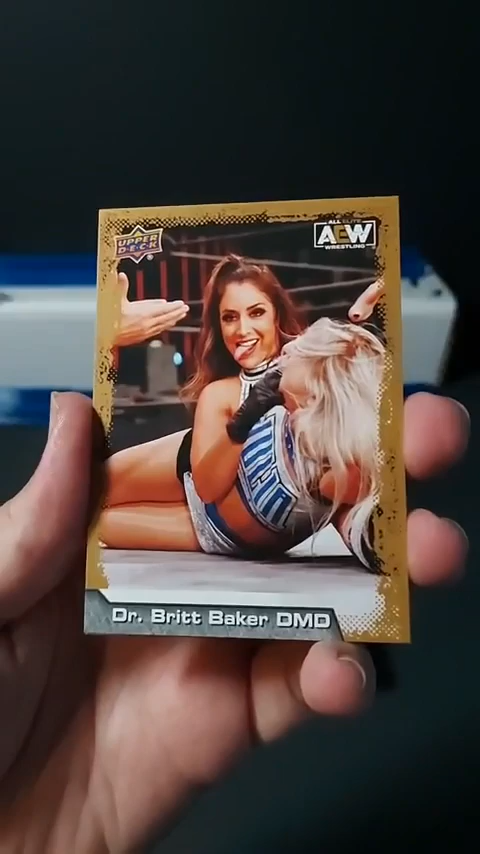 UPPER
DECK
ALL ELITE
AEW
WRESTLING
Dr. Britt Baker DMD